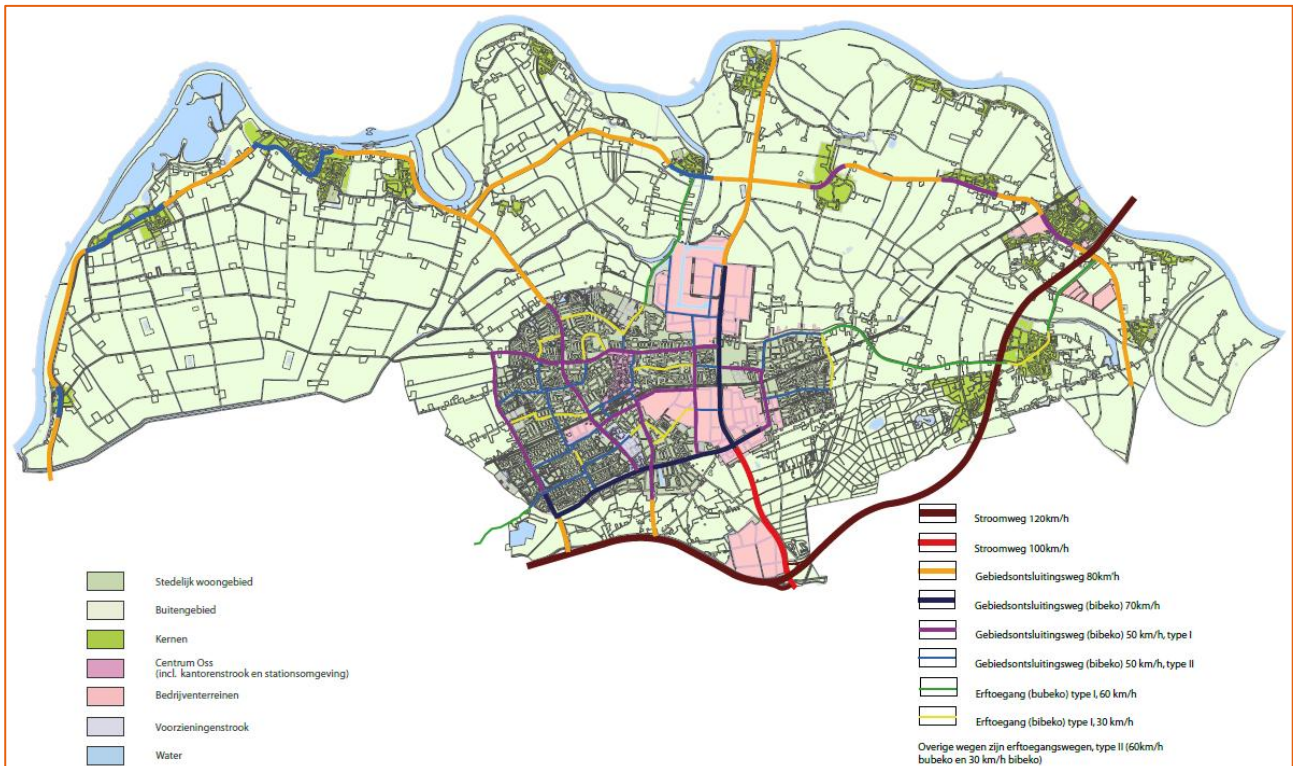 Stedelijk woongebied
Buitengebied
Kernen
Centrum Oss
(incl. kantorenstrook en stationsomgeving)
Bedrijventerreinen
Voorzieningenstrook
Water
Stroomweg 120km/h
Stroomweg 100km/h
Gebiedsontsluitingsweg 80km'h
Gebiedsontsluitingsweg (bibeko) 70km/h
Gebiedsontsluitingsweg (bibeko) 50 km/h, type I
Gebiedsontsluitingsweg (bibeko) 50 km/h, type II
Erftoegang (bubeko) type I, 60 km/h
Erftoegang (bibeko) type I, 30 km/h
Overige wegen zijn erftoegangswegen, type II (60km/h
bubeko en 30 km/h bibeko)